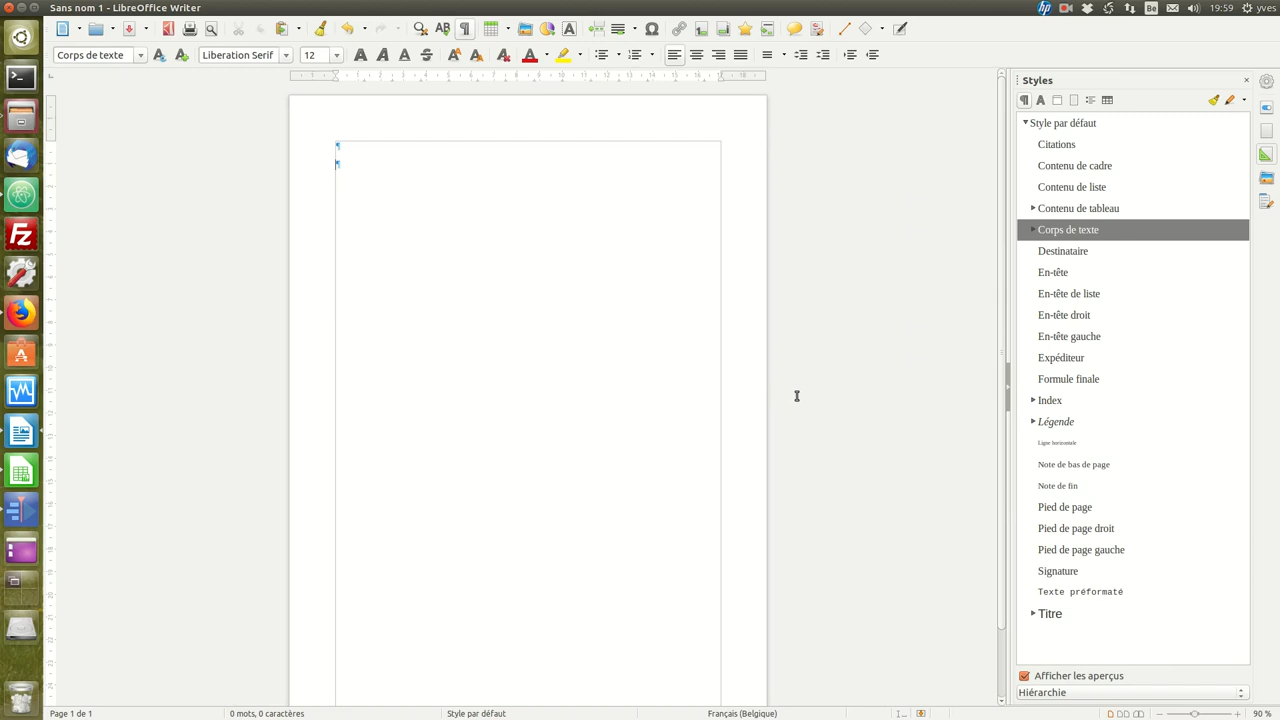 Sans nom 1 - LibreOffice Writer
Be
19:59
yves
Corps de texte
Liberation Serif
12
Styles
Style par défaut
Citations
Contenu de cadre
Contenu de liste
Contenu de tableau
Corps de texte
Destinataire
En-tête
En-tête de liste
En-tête droit
En-tête gauche
Expéditeur
Formule finale
Index
Légende
Ligne horizontale
Note de bas de page
Note de fin
Pied de page
Pied de page droit
Pied de page gauche
Signature
Texte préformaté
Titre
Afficher les aperçus
Hiérarchie
Page 1 de 1
0 mots, 0 caractères
Style par défaut
Français (Belgique)
90 %